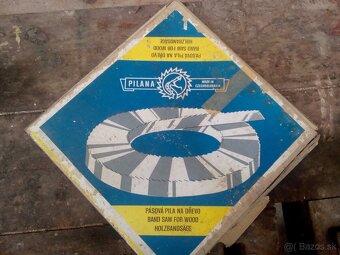 HOLZBANDSÄGE
BAND SAW FOR WOOD
PÁSOVÁ PILA NA DŘEVO
PILANA
MADE IN
CZECHOSLOVAKIA
PÁSOVÁ PILA NA DŘEVO
BAND SAW FOR WOOD
HOLZBANDSÄGE
Bazos.sk